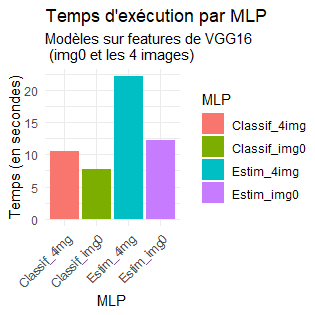 Temps d'exécution par MLP
Modèles sur features de VGG16
(img0 et les 4 images)
Temps (en secondes)
20
15
10
5
0
Classif_4img
Classif_img0
Estim_4img
Estim_img0
MLP
MLP
Classif_4img
Classif_img0
Estim_4img
Estim_img0